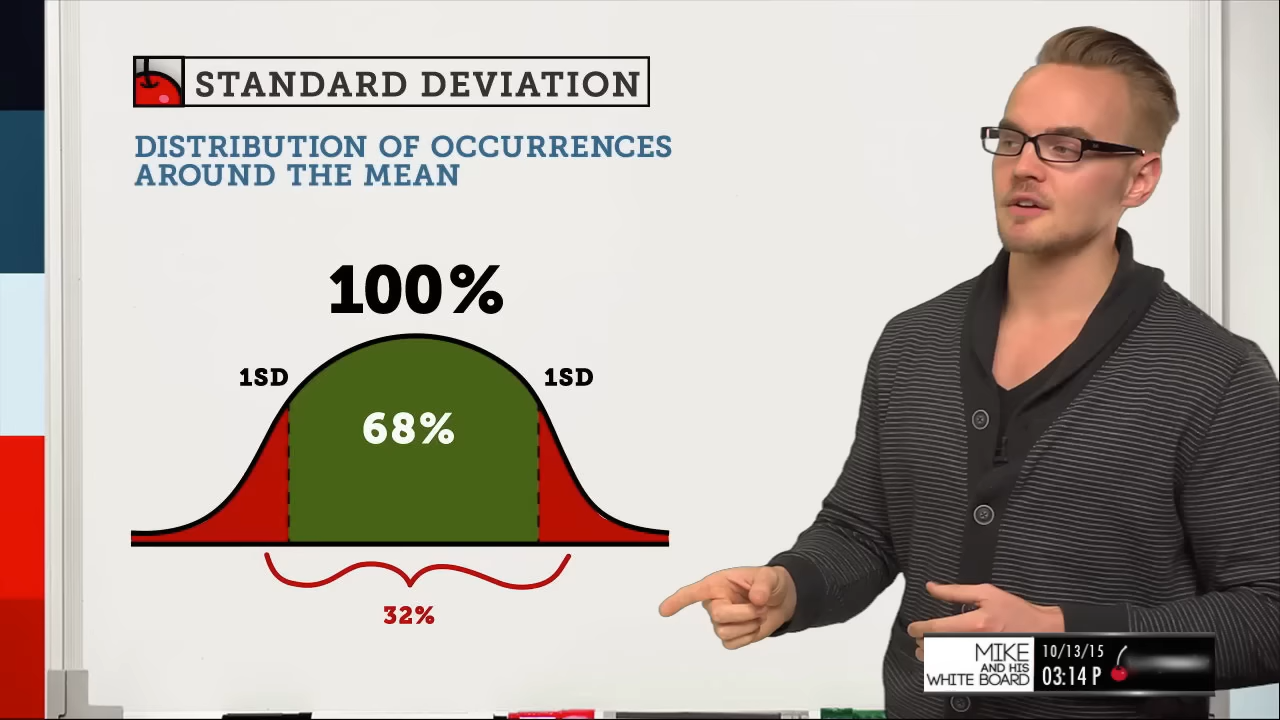 STANDARD DEVIATION
DISTRIBUTION OF OCCURRENCES
AROUND THE MEAN
100%
1SD
1SD
68%
32%
MIKE
AND HIS
WHITE BOARD
10/13/15
03:14 P